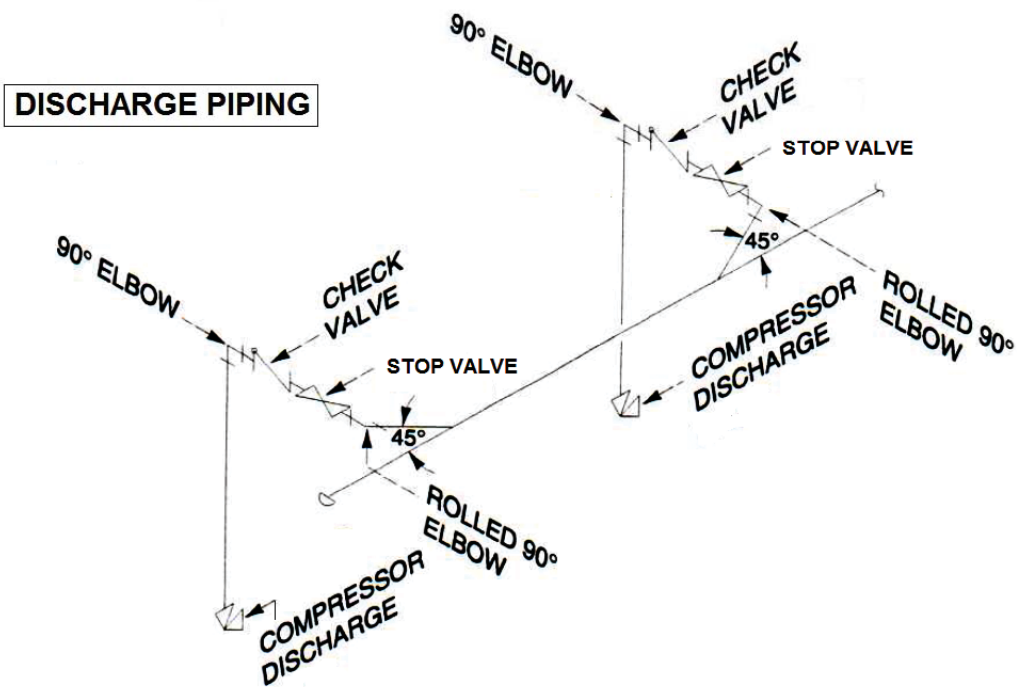 90° ELBOW
CHECK
VALVE
DISCHARGE PIPING
STOP VALVE
45°
90° ELBOW
CHECK
VALVE
ROLLED 90°
ELBOW
COMPRESSOR
DISCHARGE
STOP VALVE
45°
ROLLED 90°
ELBOW
COMPRESSOR
DISCHARGE